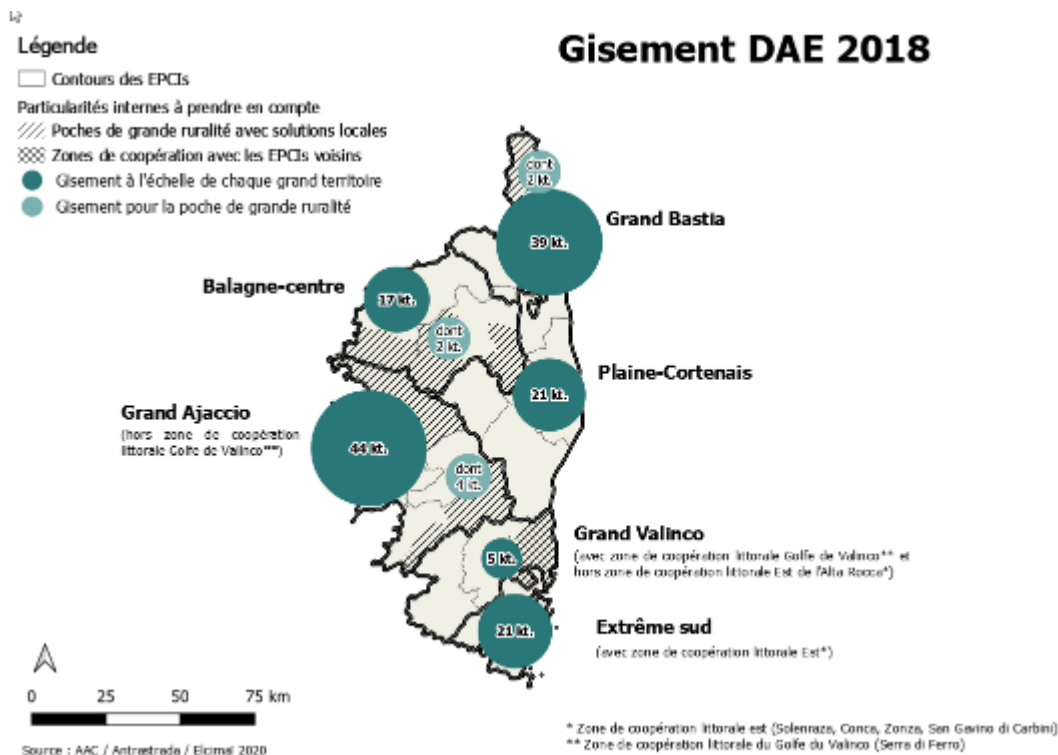 Légende
Gisement DAE 2018
Contours des EPCIs
Particularités internes à prendre en compte
Poches de grande ruralité avec solutions locales
Zones de coopération avec les EPCIs voisins
Gisement à l'échelle de chaque grand territoire
Gisement pour la poche de grande ruralité
dont
2 kt.
Grand Bastia
39 kt.
Balagne-centre
17 kt.
dont
2 kt.
Plaine-Cortenais
21 kt.
Grand Ajaccio
(hors zone de coopération
littorale Golfe de Valinco**)
44 kt.
dont
4 kt.
Grand Valinco
(avec zone de coopération littorale Golfe de Valinco** et
hors zone de coopération littorale Est de l'Alta Rocca*)
5 kt.
Extrême sud
(avec zone de coopération littorale Est*)
21 kt.
0 25 50 75 km
* Zone de coopération littorale est (Solenraza, Conca, Zonza, San Gavino di Carbini)
** Zone de coopération littorale du Golfe du Valinco (Serra di Ferro)
Source : AAC / Antrastrada / Elcimaï 2020